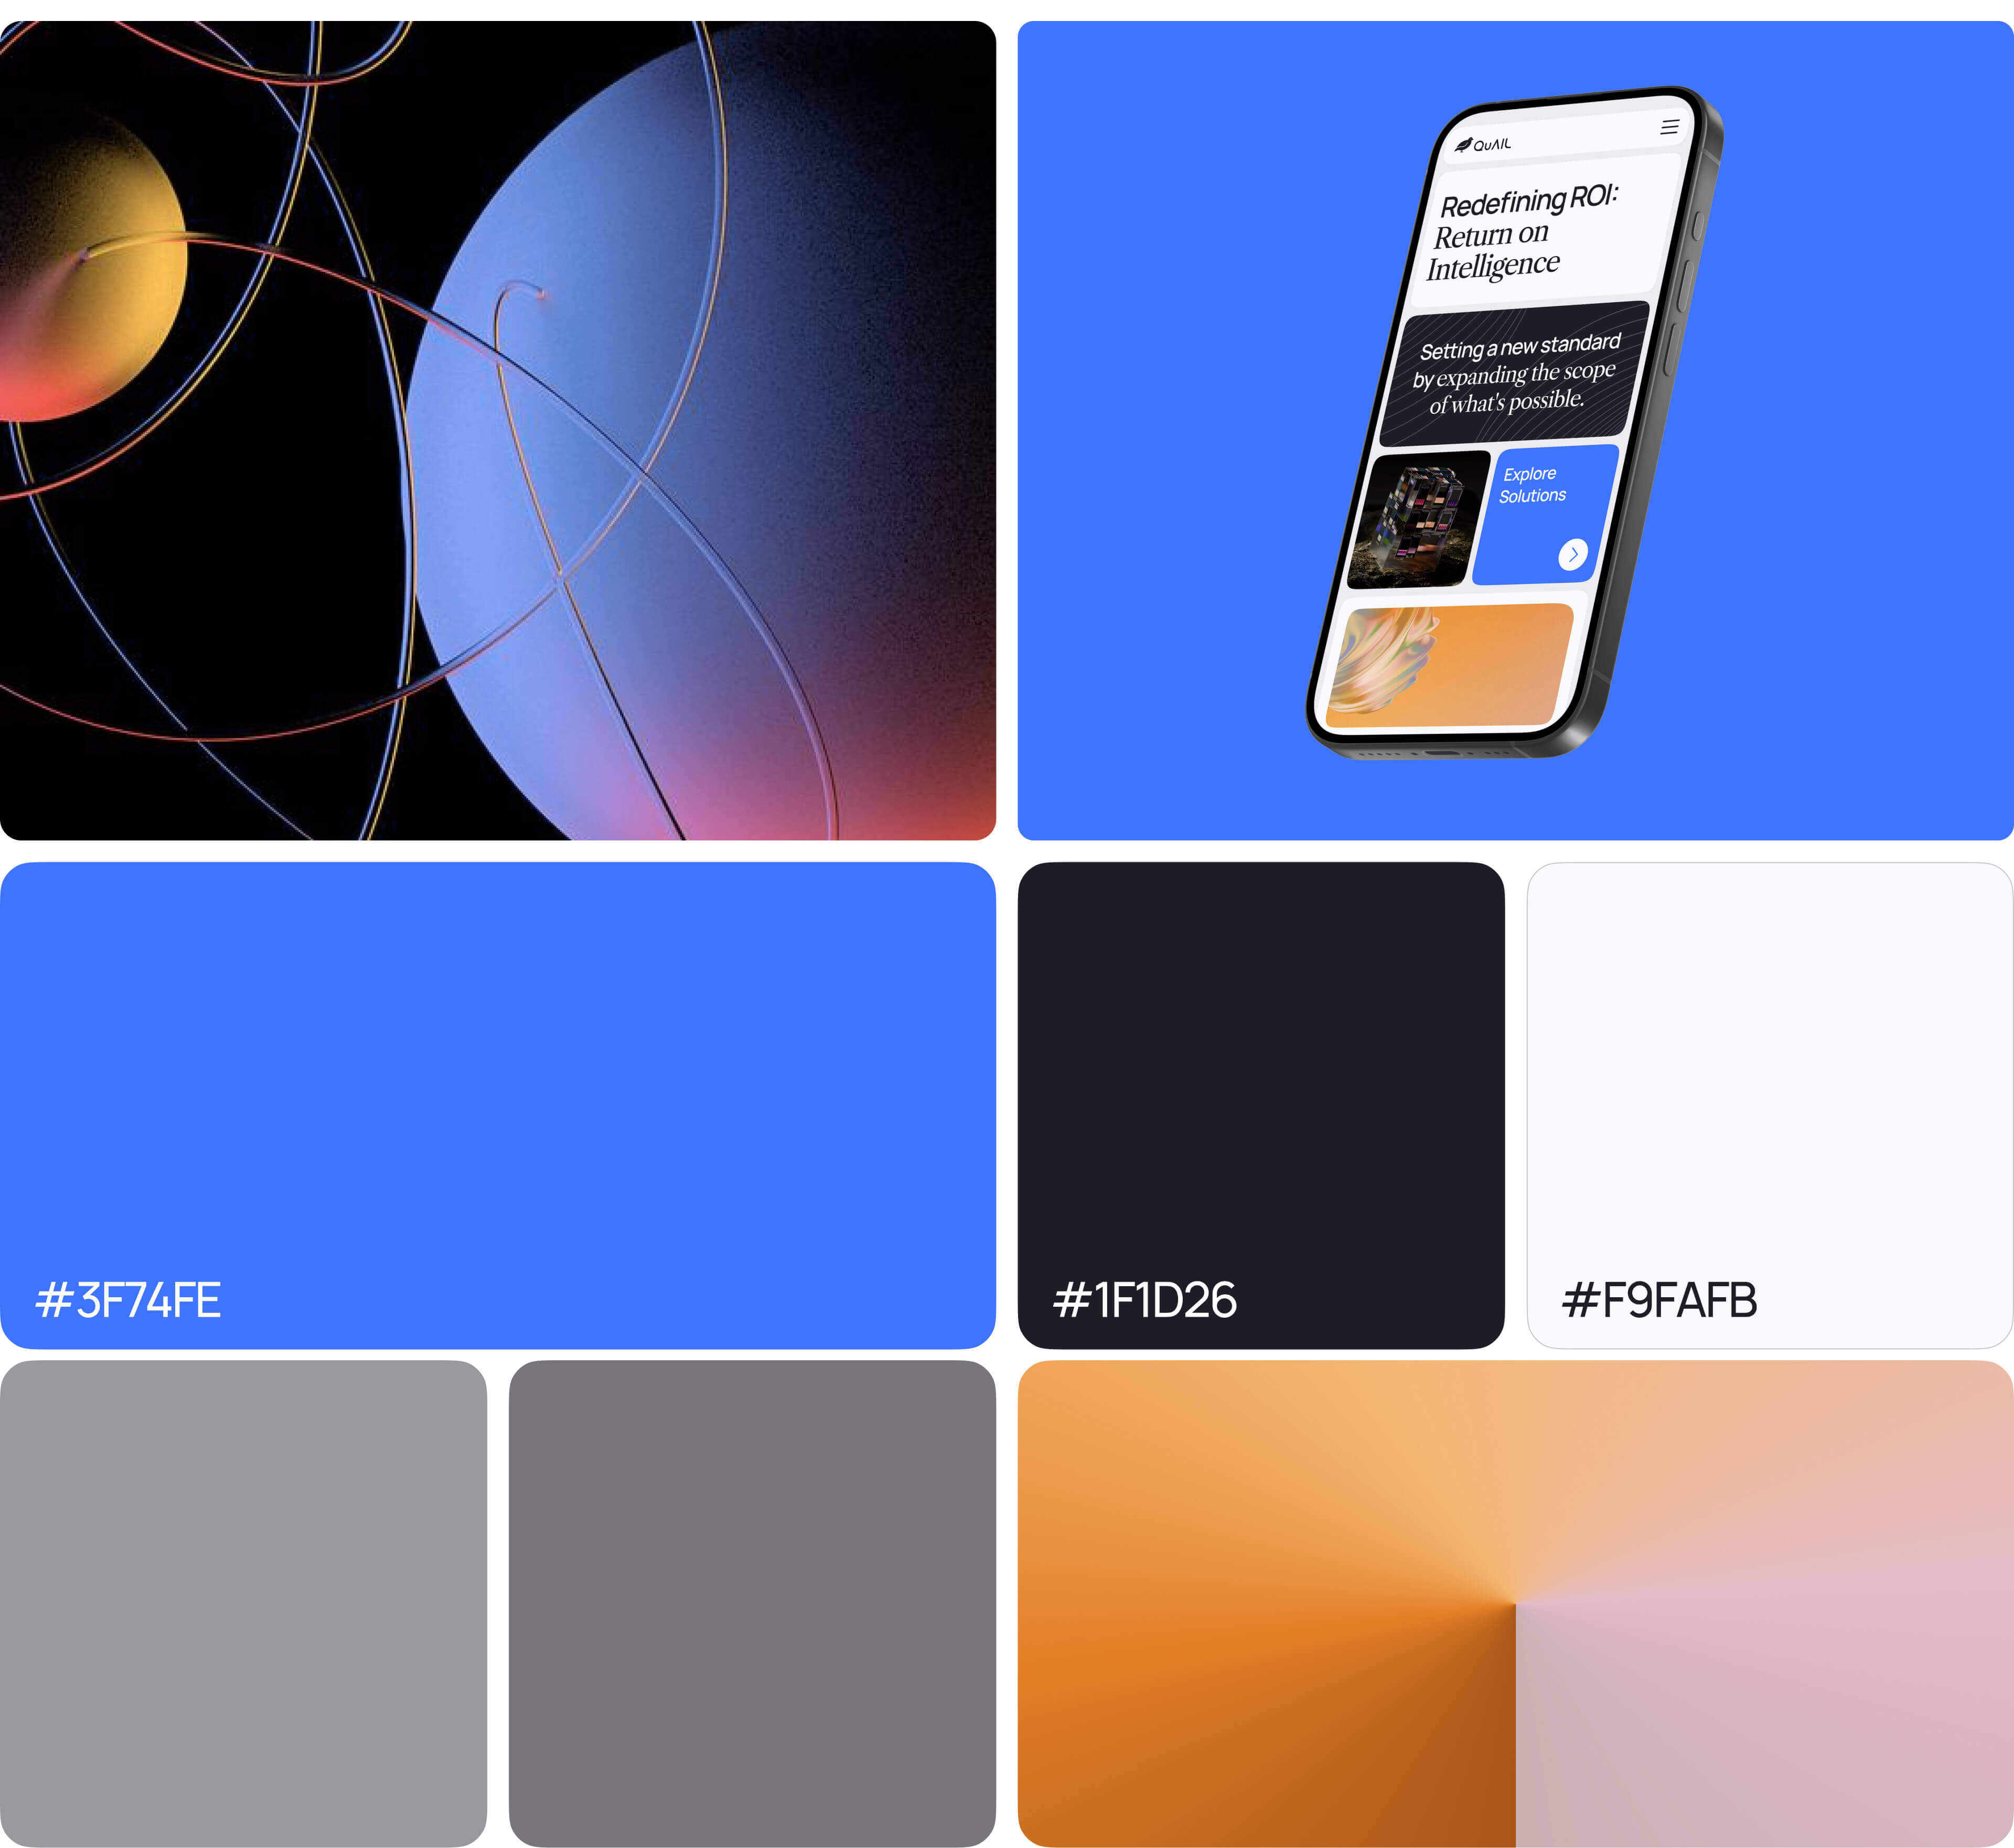 QUAIL
Redefining ROI:
Return on
Intelligence
Setting a new standard
by expanding the scope
of what's possible.
Explore
Solutions
#3F74FE
#1F1D26
#F9FAFB